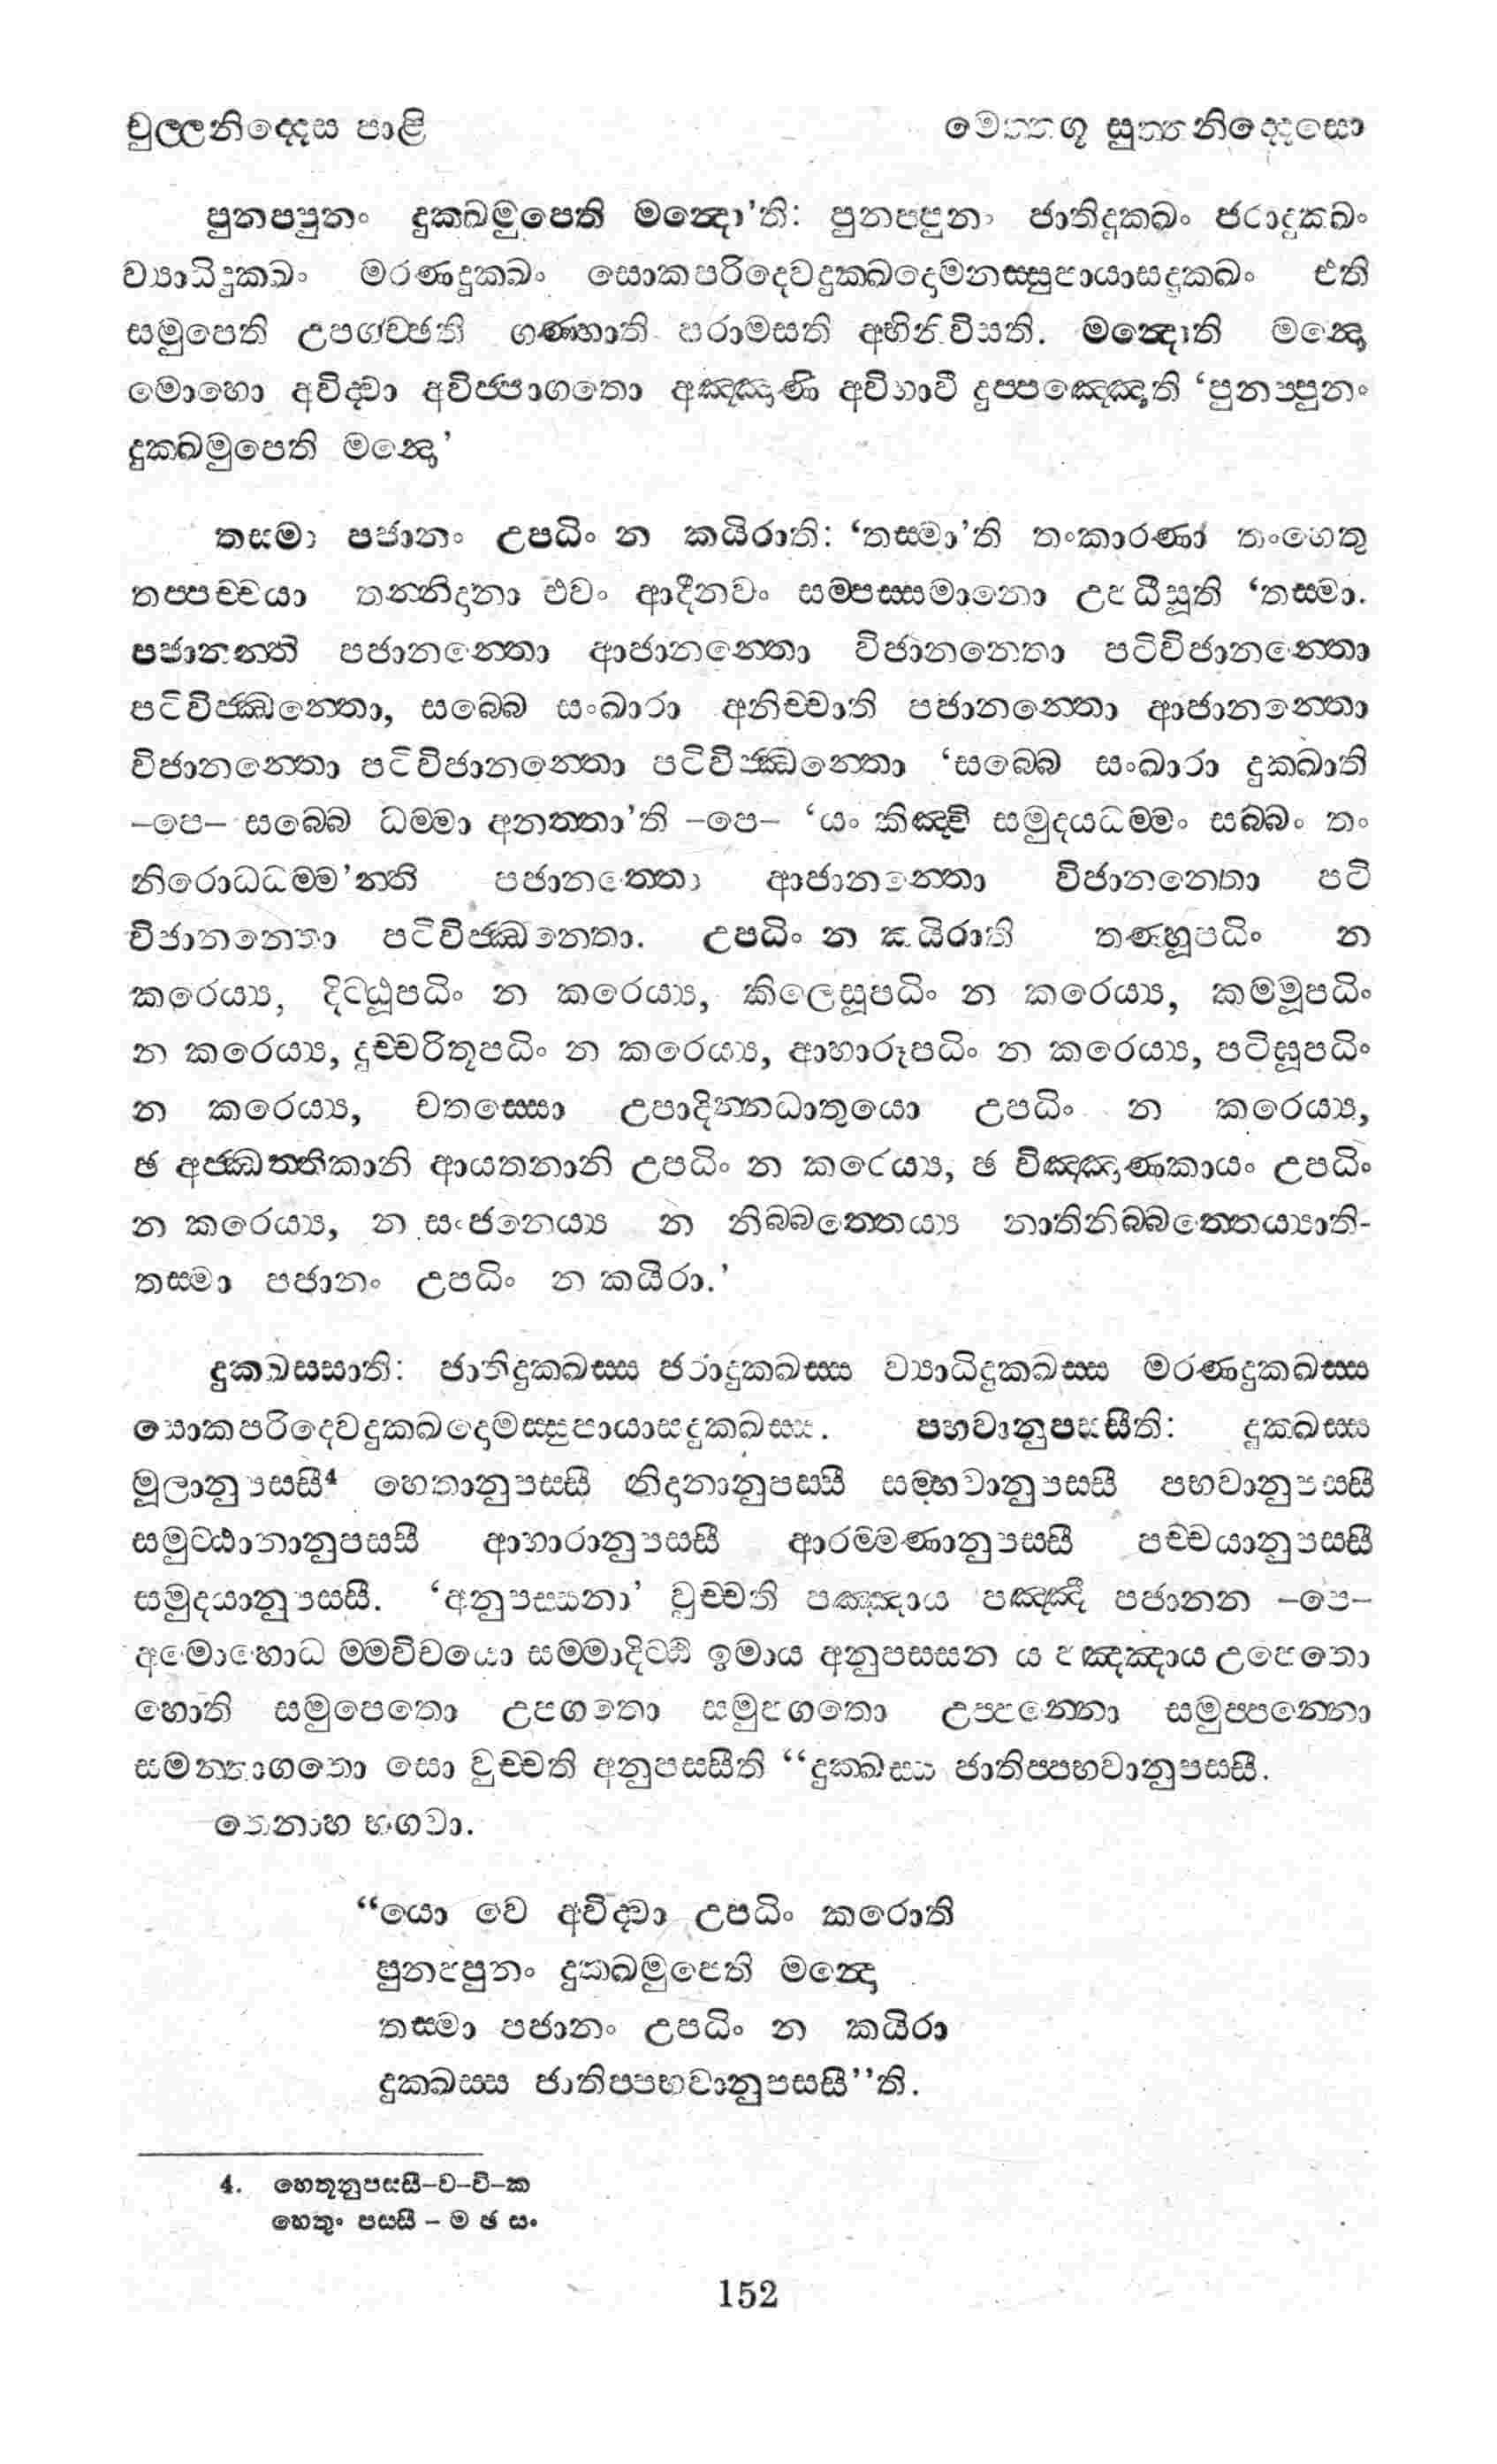 චුල්ලනිද්දෙස පාළි
මෙත්තගූ සුත්තනිද්දෙසො
පුනප්පුනං දුක්ඛමුපෙති මන්දො’ති: පුනප්පුනං ජාතිදුක්ඛං ජරාදුක්ඛං
ව්‍යාධිදුක්ඛං මරණදුක්ඛං සොකපරිදෙවදුක්ඛදොමනස්සුපායාසදුක්ඛං එති
සමුපෙති උපගච්ඡති ගණ්හාති පරාමසති අභිනිවිසති. මන්දොති මන්දො
මොහො අවිද්වා අවිජ්ජාගතො අඤ්ඤාණි අවිභාවී දුප්පඤ්ඤොති ‘පුනප්පුනං
දුක්ඛමුපෙති මන්දො’
තස්මා පජානං උපධිං න කයිරාති: ‘තස්මා’ති තංකාරණා තංහෙතු
තප්පච්චයා තන්නිදානා එවං ආදීනවං සම්පස්සමානො උපධීසූති ‘තස්මා.
පජානන්ති පජානන්තො ආජානන්තො විජානන්තො පටිවිජානන්තො
පටිවිජ්ඣන්තො, සබ්බෙ සංඛාරා අනිච්චාති පජානන්තො ආජානන්තො
විජානන්තො පටිවිජානන්තො පටිවිජ්ඣන්තො ‘සබ්බෙ සංඛාරා දුක්ඛාති
–පෙ– සබ්බෙ ධම්මා අනත්තා’ති –පෙ– ‘යං කිඤ්චි සමුදයධම්මං සබ්බං තං
නිරොධධම්ම’න්ති පජානන්තො ආජානන්තො විජානන්තො පටි
විජානන්තො පටිවිජ්ඣන්තො. උපධිං න කයිරාති තණ්හූපධිං න
කරෙය්‍ය, දිට්ඨූපධිං න කරෙය්‍ය, කිලෙසූපධිං න කරෙය්‍ය, කම්මූපධිං
න කරෙය්‍ය, දුච්චරිතූපධිං න කරෙය්‍ය, ආහාරූපධිං න කරෙය්‍ය, පටිඝූපධිං
න කරෙය්‍ය, චතස්සො උපාදින්නධාතුයො උපධිං න කරෙය්‍ය,
ඡ අජ්ඣත්තිකානි ආයතනානි උපධිං න කරෙය්‍ය, ඡ විඤ්ඤාණකායං උපධිං
න කරෙය්‍ය, න සංජනෙය්‍ය න නිබ්බත්තෙය්‍ය නාභිනිබ්බත්තෙය්‍යාති-
තස්මා පජානං උපධිං න කයිරා.’
දුක්ඛස්සාති: ජාතිදුක්ඛස්ස ජරාදුක්ඛස්ස ව්‍යාධිදුක්ඛස්ස මරණදුක්ඛස්ස
සොකපරිදෙවදුක්ඛදොමස්සුපායාසදුක්ඛස්ස. පභවානුපස්සීති: දුක්ඛස්ස
මූලානුපස්සී⁴ හෙතානුපස්සී නිදානානුපස්සී සම්භවානුපස්සී පභවානුපස්සී
සමුට්ඨානානුපස්සී ආහාරානුපස්සී ආරම්මණානුපස්සී පච්චයානුපස්සී
සමුදයානුපස්සී. ‘අනුපස්සනා’ වුච්චති පඤ්ඤාය පඤ්ඤී පජානන –පෙ–
අමොහොධ ම්මවිචයො සම්මාදිට්ඨි ඉමාය අනුපස්සන ය පඤ්ඤාය උපෙතො
හොති සමුපෙතො උපගතො සමුපගතො උප්පන්නො සමුප්පන්නො
සමන්නාගතො සො වුච්චති අනුපස්සීති “දුක්ඛස්ස ජාතිප්පභවානුපස්සී.
තෙනාහ භගවා.
“යො වෙ අවිද්වා උපධිං කරොති
පුනප්පුනං දුක්ඛමුපෙති මන්දො
තස්මා පජානං උපධිං න කයිරා
දුක්ඛස්ස ජාතිප්පභවානුපස්සී”ති.
4. හෙතූනුපස්සී–ව–වි–ක
හෙතුං පස්සී – ම ඡ සං
152